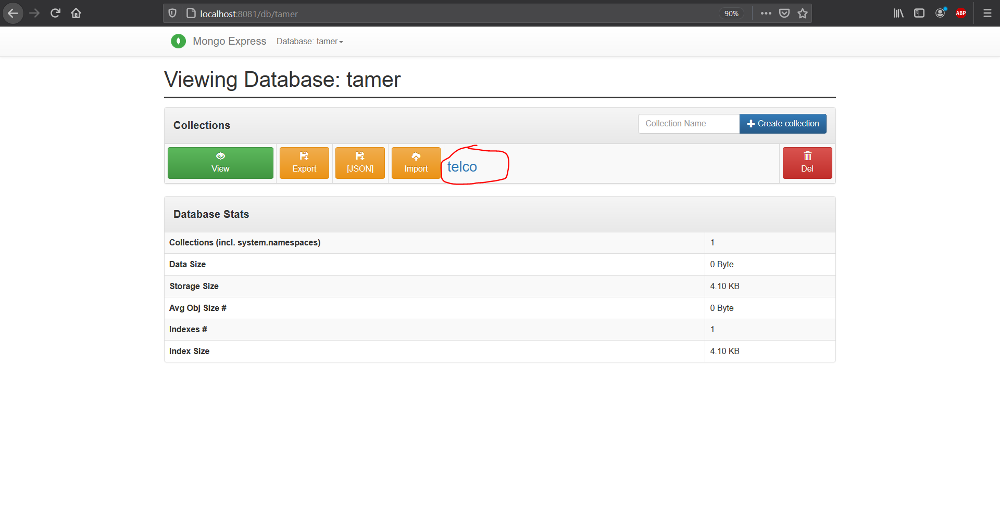 localhost:8081/db/tamer
90%
ABP
Mongo Express Database: tamer
Viewing Database: tamer
Collections
Collection Name
Create collection
View
Export
[JSON]
Import
telco
Del
Database Stats
Collections (incl. system.namespaces) 1
Data Size 0 Byte
Storage Size 4.10 KB
Avg Obj Size # 0 Byte
Indexes # 1
Index Size 4.10 KB